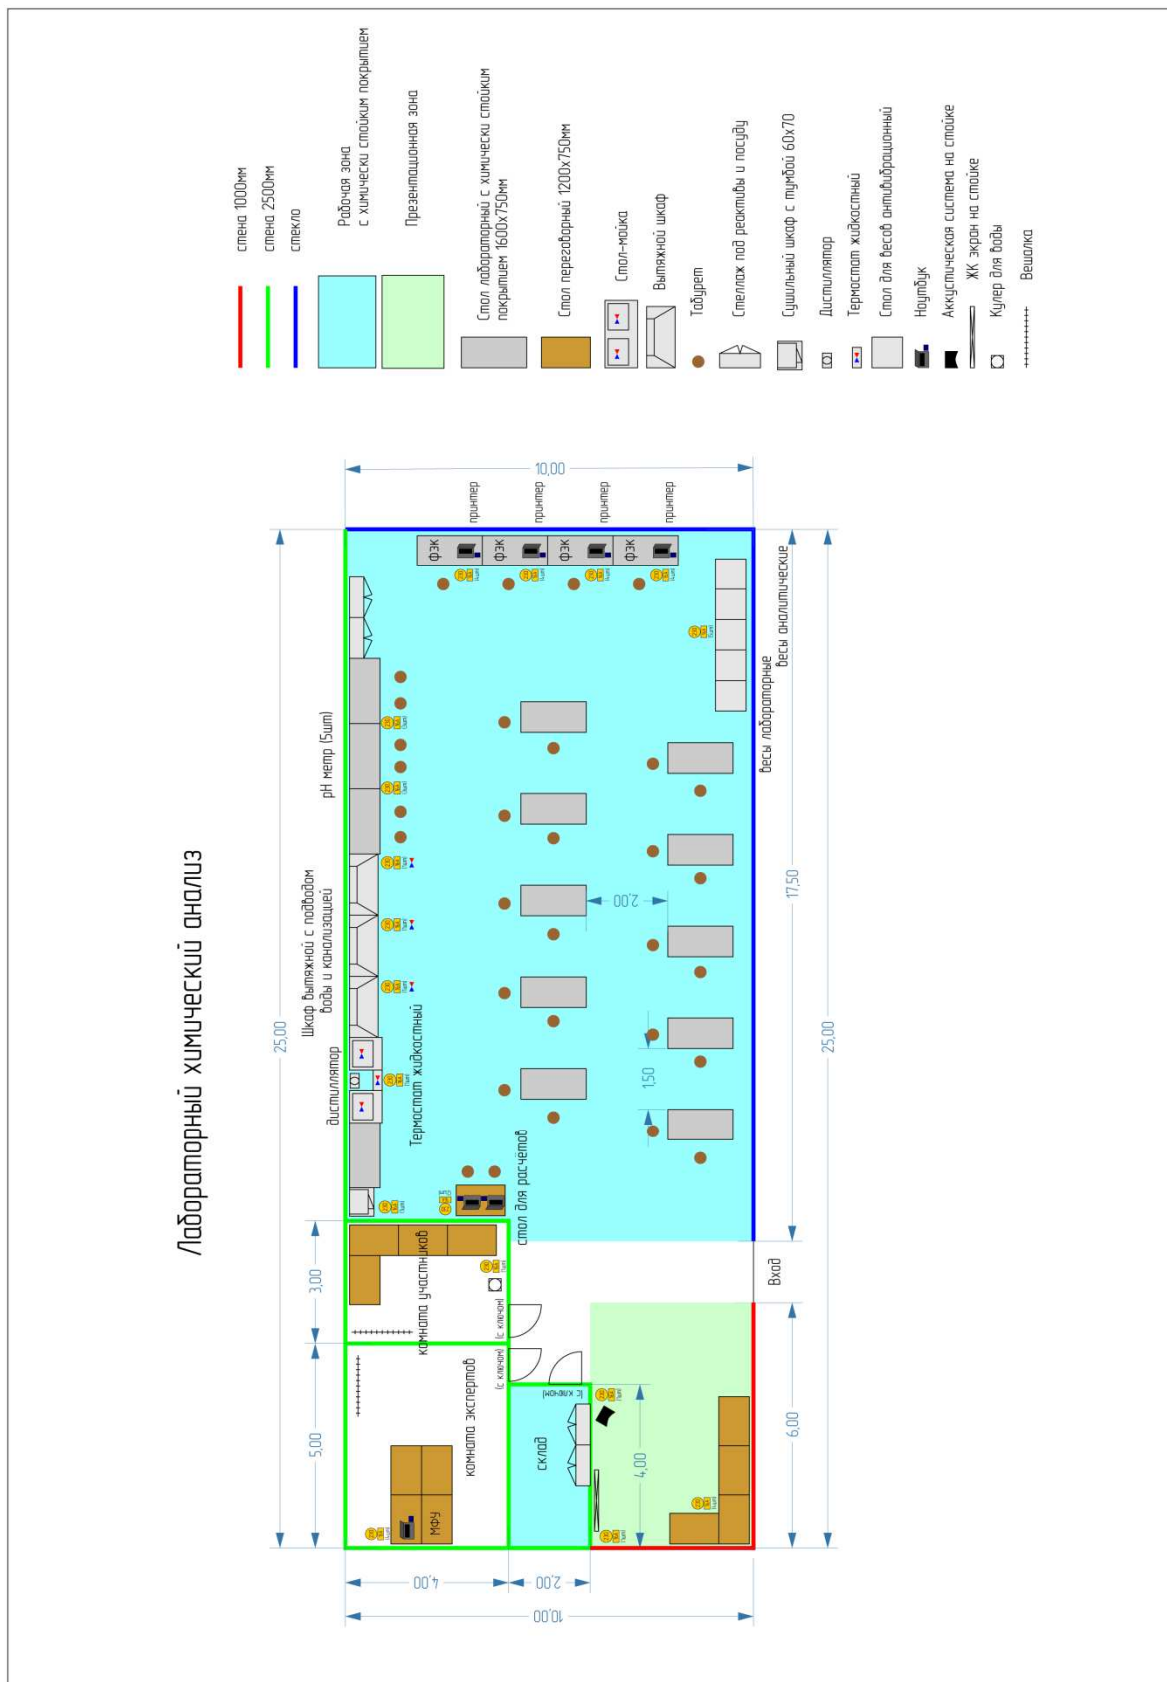 Лабораторный химический анализ
25,00
5,00
3,00
дистиллятор
Шкаф вытяжной с подводом
воды и канализацией
pH метр (5шт)
10,00
4,00
2,00
МФУ
комната экспертов
комната участников
(с ключом)
(с ключом)
(с ключом)
склад
4,00
Термостат жидкостный
стол для расчётов
1,50
2,00
ФЭК
ФЭК
ФЭК
ФЭК
принтер
принтер
принтер
принтер
10,00
весы лабораторные
весы аналитические
Вход
6,00
17,50
25,00
стена 1000мм
стена 2500мм
стекло
Рабочая зона
с химически стойким покрытием
Презентационная зона
Стол лабораторный с химически стойким
покрытием 1600х750мм
Стол переговорный 1200х750мм
Стол-мойка
Вытяжной шкаф
Табурет
Стеллаж под реактивы и посуду
Сушильный шкаф с тумбой 60х70
Дистиллятор
Термостат жидкостный
Стол для весов антивибрационный
Ноутбук
Аккустическая система на стойке
ЖК экран на стойке
Кулер для воды
Вешалка